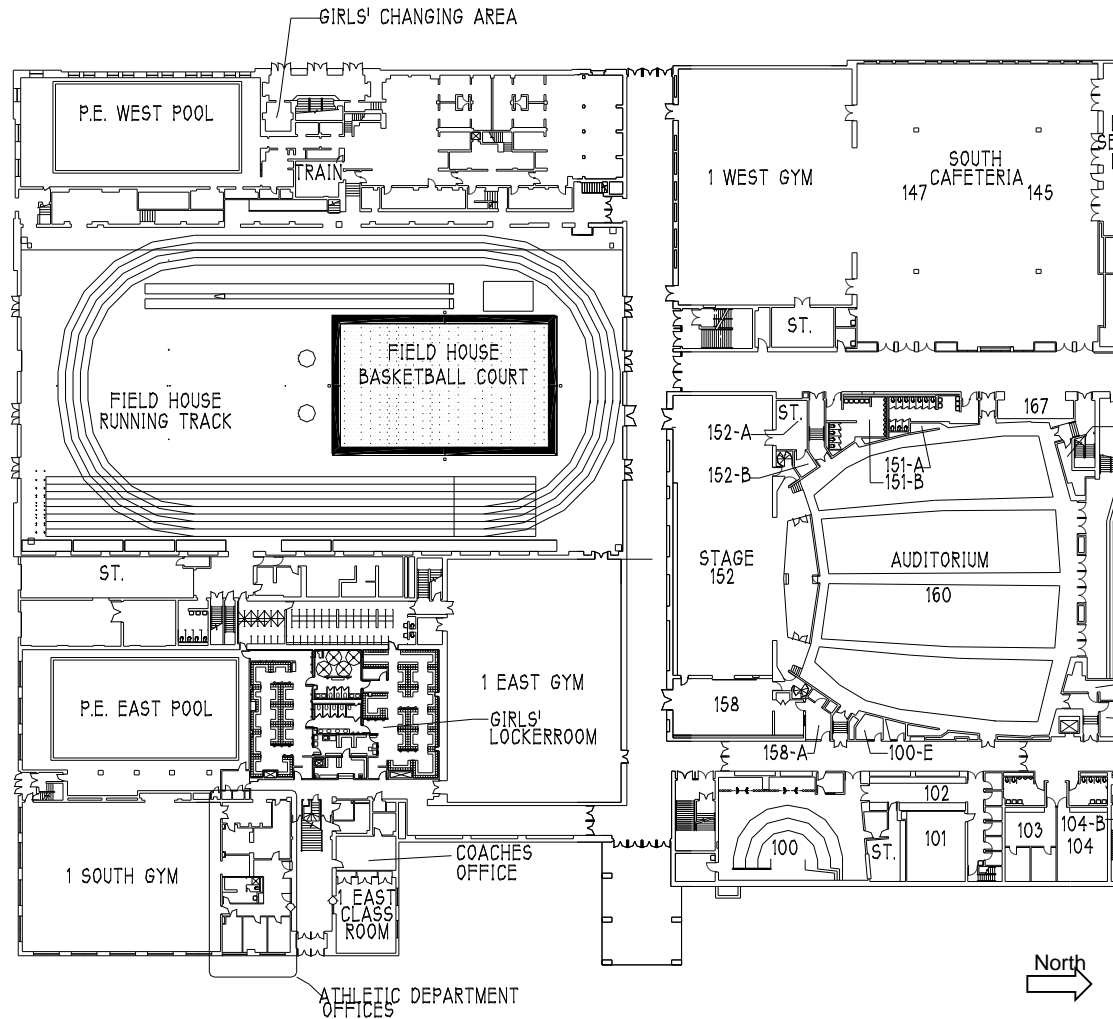 GIRLS' CHANGING AREA
P.E. WEST POOL
TRAIN
1 WEST GYM
SOUTH
CAFETERIA
147
145
ST.
FIELD HOUSE
BASKETBALL COURT
FIELD HOUSE
RUNNING TRACK
152-A
ST.
167
152-B
151-A
151-B
ST.
STAGE
152
AUDITORIUM
160
P.E. EAST POOL
1 EAST GYM
GIRLS'
LOCKERROOM
158
158-A
100-E
102
1 SOUTH GYM
COACHES
OFFICE
100
ST.
101
103
104-B
104
1 EAST
CLASS
ROOM
North
ATHLETIC DEPARTMENT
OFFICES